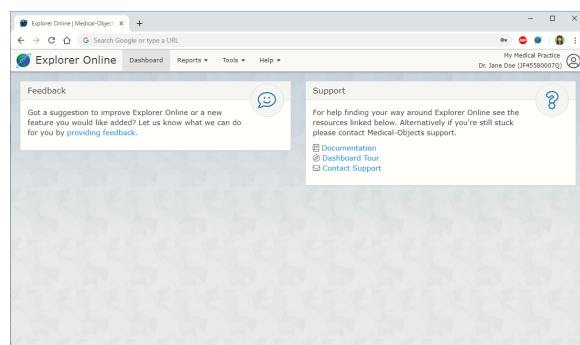 Explorer Online | Medical-Object
Search Google or type a URL
Explorer Online Dashboard Reports Tools Help
My Medical Practice
Dr. Jane Doe (JF45580007Q)
Feedback
Got a suggestion to improve Explorer Online or a new
feature you would like added? Let us know what we can do
for you by providing feedback.
Support
For help finding your way around Explorer Online see the
resources linked below. Alternatively if you're still stuck
please contact Medical-Objects support.
Documentation
Dashboard Tour
Contact Support